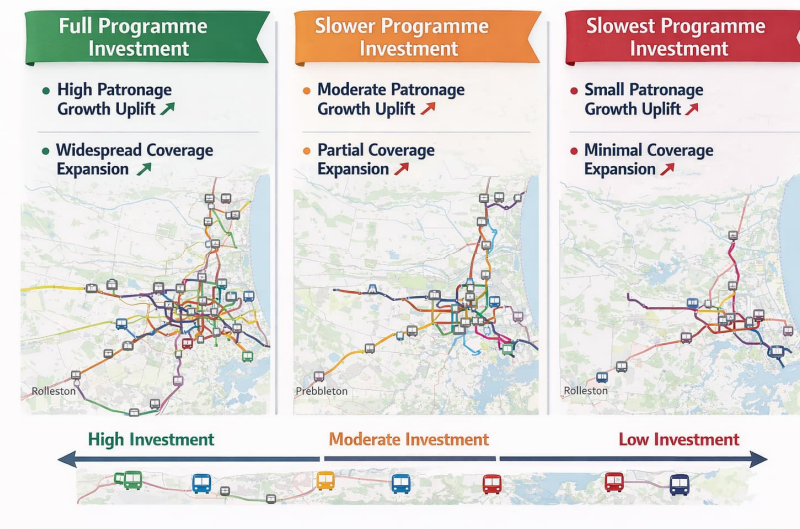 Full Programme
Investment
High Patronage
Growth Uplift
Widespread Coverage
Expansion
Rolleston
Slower Programme
Investment
Moderate Patronage
Growth Uplift
Partial Coverage
Expansion
Prebbleton
Slowest Programme
Investment
Small Patronage
Growth Uplift
Minimal Coverage
Expansion
Rolleston
High Investment
Moderate Investment
Low Investment